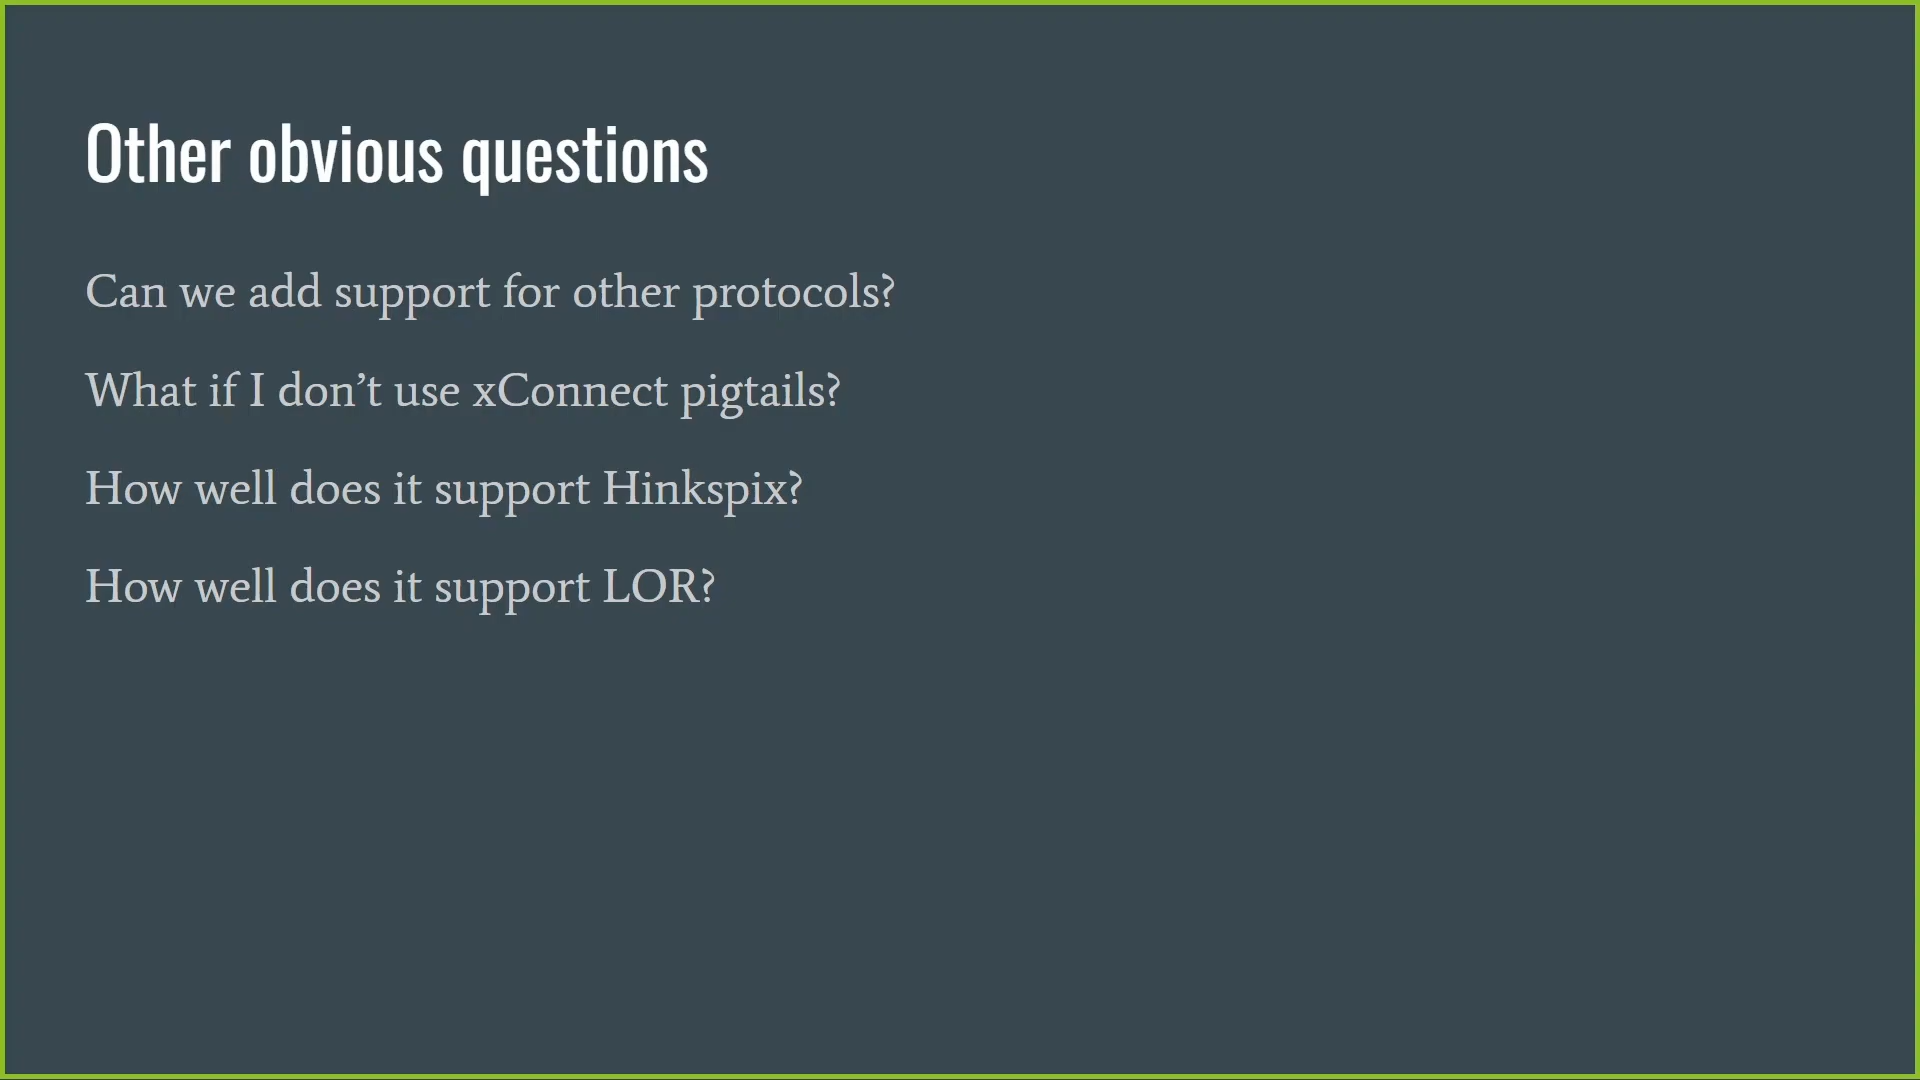 Other obvious questions
Can we add support for other protocols?
What if I don’t use xConnect pigtails?
How well does it support Hinkspix?
How well does it support LOR?